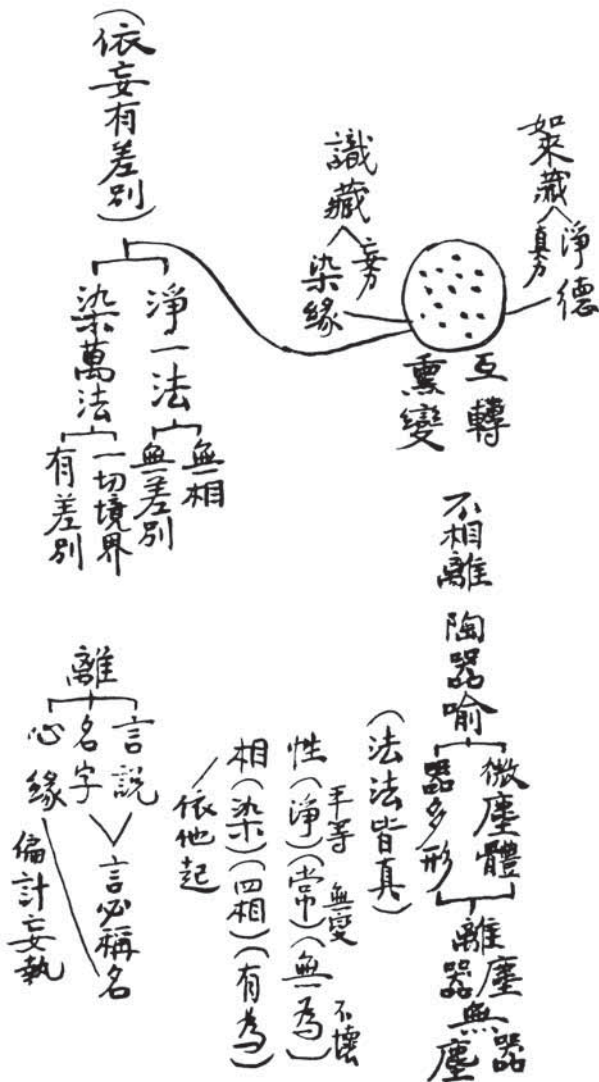 如來藏
淨德
真力
互轉
熏變
識藏
妄力
染緣
(依妄有差別)
淨一法
無相
無差別
染萬法
一切境界
有差別
不相離 陶器喻
微塵體
器多形
離塵無器
離器無塵
(法法皆真)
平等 無變 不壞
性(淨)(常)(無為)
相(染)(四相)(有為)
依他起
離
言說
名字
心緣
言必稱名
偏計妄執